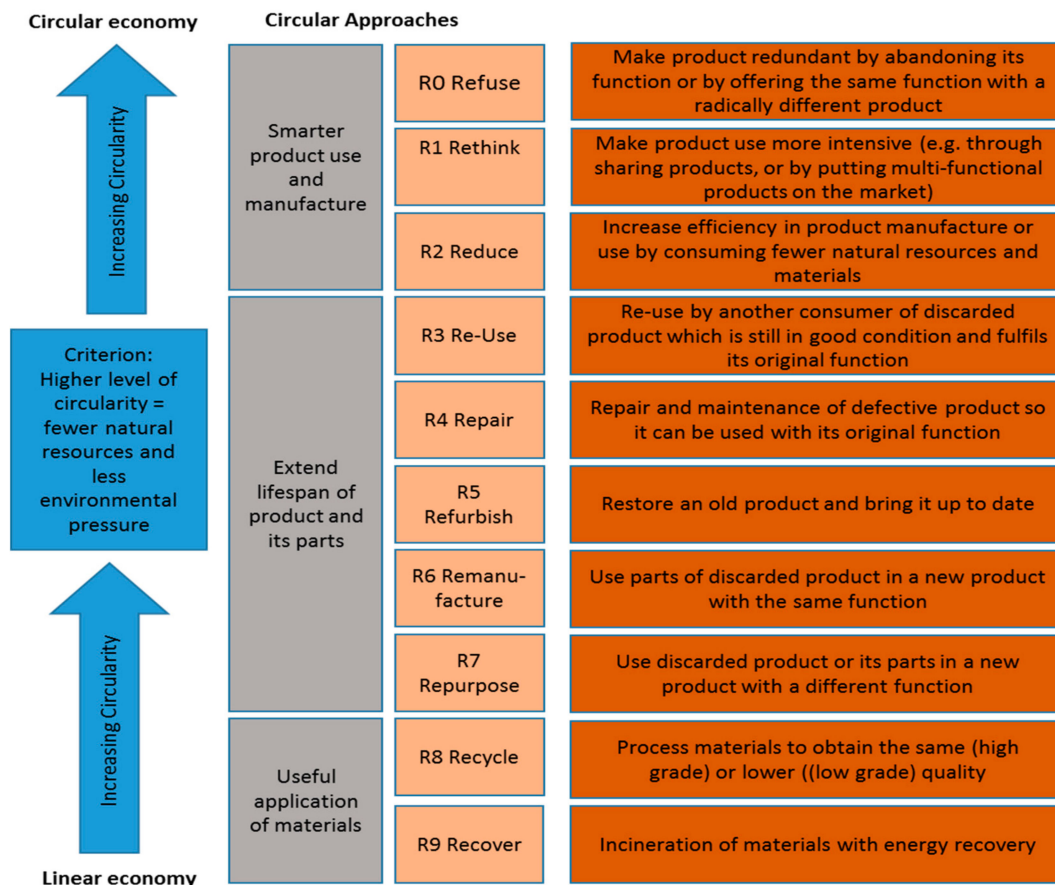 Circular economy
Circular Approaches
Increasing Circularity
Criterion:
Higher level of
circularity =
fewer natural
resources and
less
environmental
pressure
Increasing Circularity
Linear economy
Smarter
product use
and
manufacture
R0 Refuse
Make product redundant by abandoning its
function or by offering the same function with a
radically different product
R1 Rethink
Make product use more intensive (e.g. through
sharing products, or by putting multi-functional
products on the market)
R2 Reduce
Increase efficiency in product manufacture or
use by consuming fewer natural resources and
materials
Extend
lifespan of
product and
its parts
R3 Re-Use
Re-use by another consumer of discarded
product which is still in good condition and fulfils
its original function
R4 Repair
Repair and maintenance of defective product so
it can be used with its original function
R5
Refurbish
Restore an old product and bring it up to date
R6 Remanu-
facture
Use parts of discarded product in a new product
with the same function
R7
Repurpose
Use discarded product or its parts in a new
product with a different function
Useful
application
of materials
R8 Recycle
Process materials to obtain the same (high
grade) or lower ((low grade) quality
R9 Recover
Incineration of materials with energy recovery